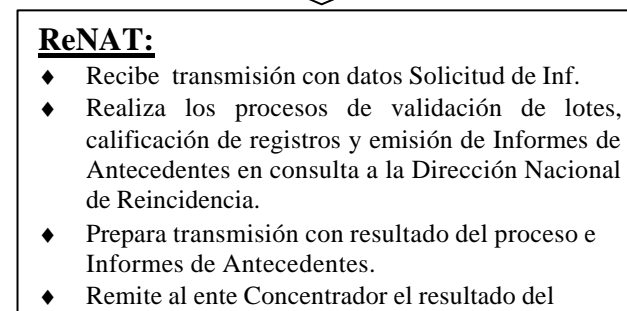 ReNAT:
♦ Recibe transmisión con datos Solicitud de Inf.
♦ Realiza los procesos de validación de lotes,
calificación de registros y emisión de Informes de
Antecedentes en consulta a la Dirección Nacional
de Reincidencia.
♦ Prepara transmisión con resultado del proceso e
Informes de Antecedentes.
♦ Remite al ente Concentrador el resultado del